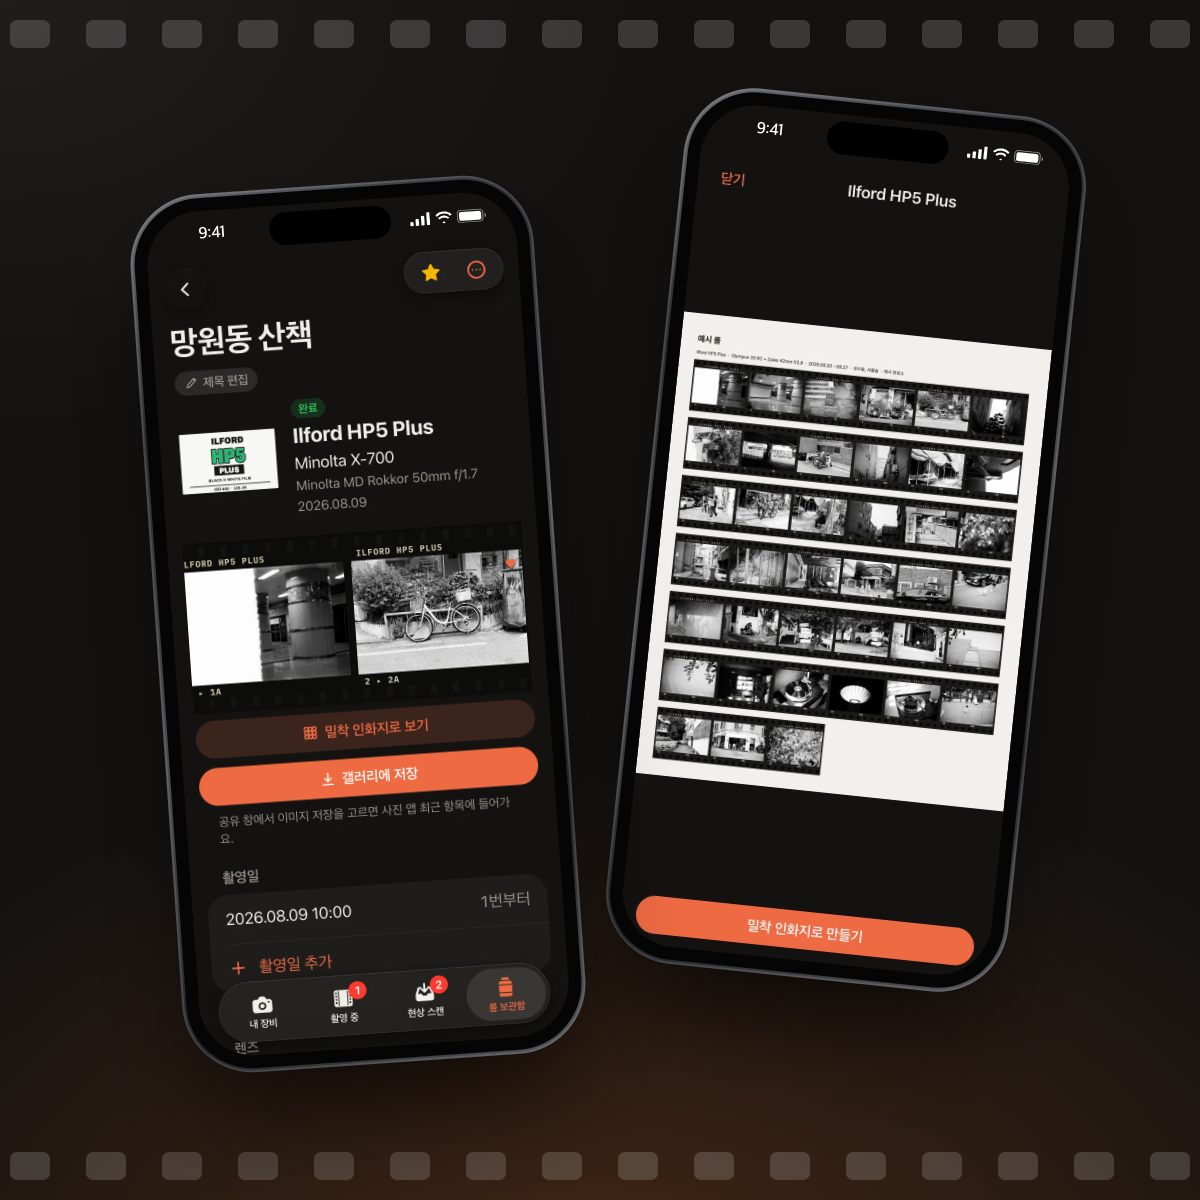 9:41
망원동 산책
제목 편집
ILFORD
HP5
PLUS
BLACK & WHITE FILM
완료
Ilford HP5 Plus
Minolta X-700
Minolta MD Rokkor 50mm f/1.7
2026.08.09
LFORD HP5 PLUS
ILFORD HP5 PLUS
1A
2 ▸ 2A
밀착 인화지로 보기
갤러리에 저장
공유 창에서 이미지 저장을 고르면 사진 앱 최근 항목에 들어가
요.
촬영일
2026.08.09 10:00
1번부터
촬영일 추가
내 장비
촬영 중
1
현상 스캔
2
롤 보관함
렌즈
9:41
닫기
Ilford HP5 Plus
예시 롤
밀착 인화지로 만들기